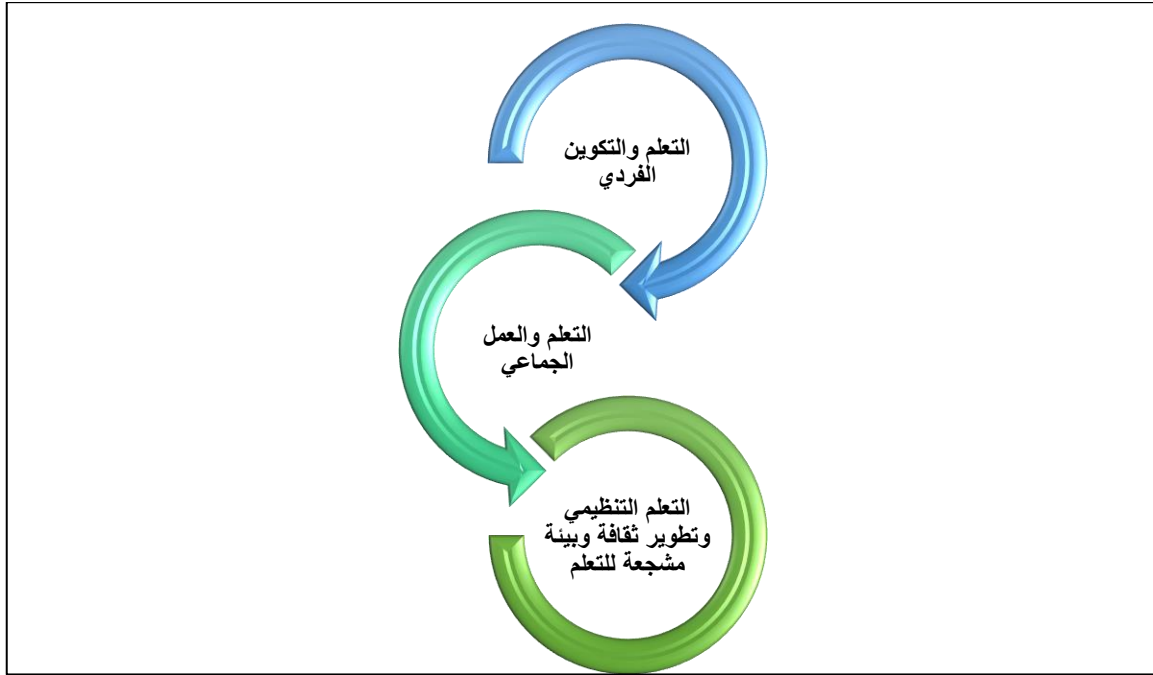 التعلم والتكوين
الفردي
التعلم والعمل
الجماعي
التعلم التنظيمي
وتطوير ثقافة وبيئة
مشجعة للتعلم